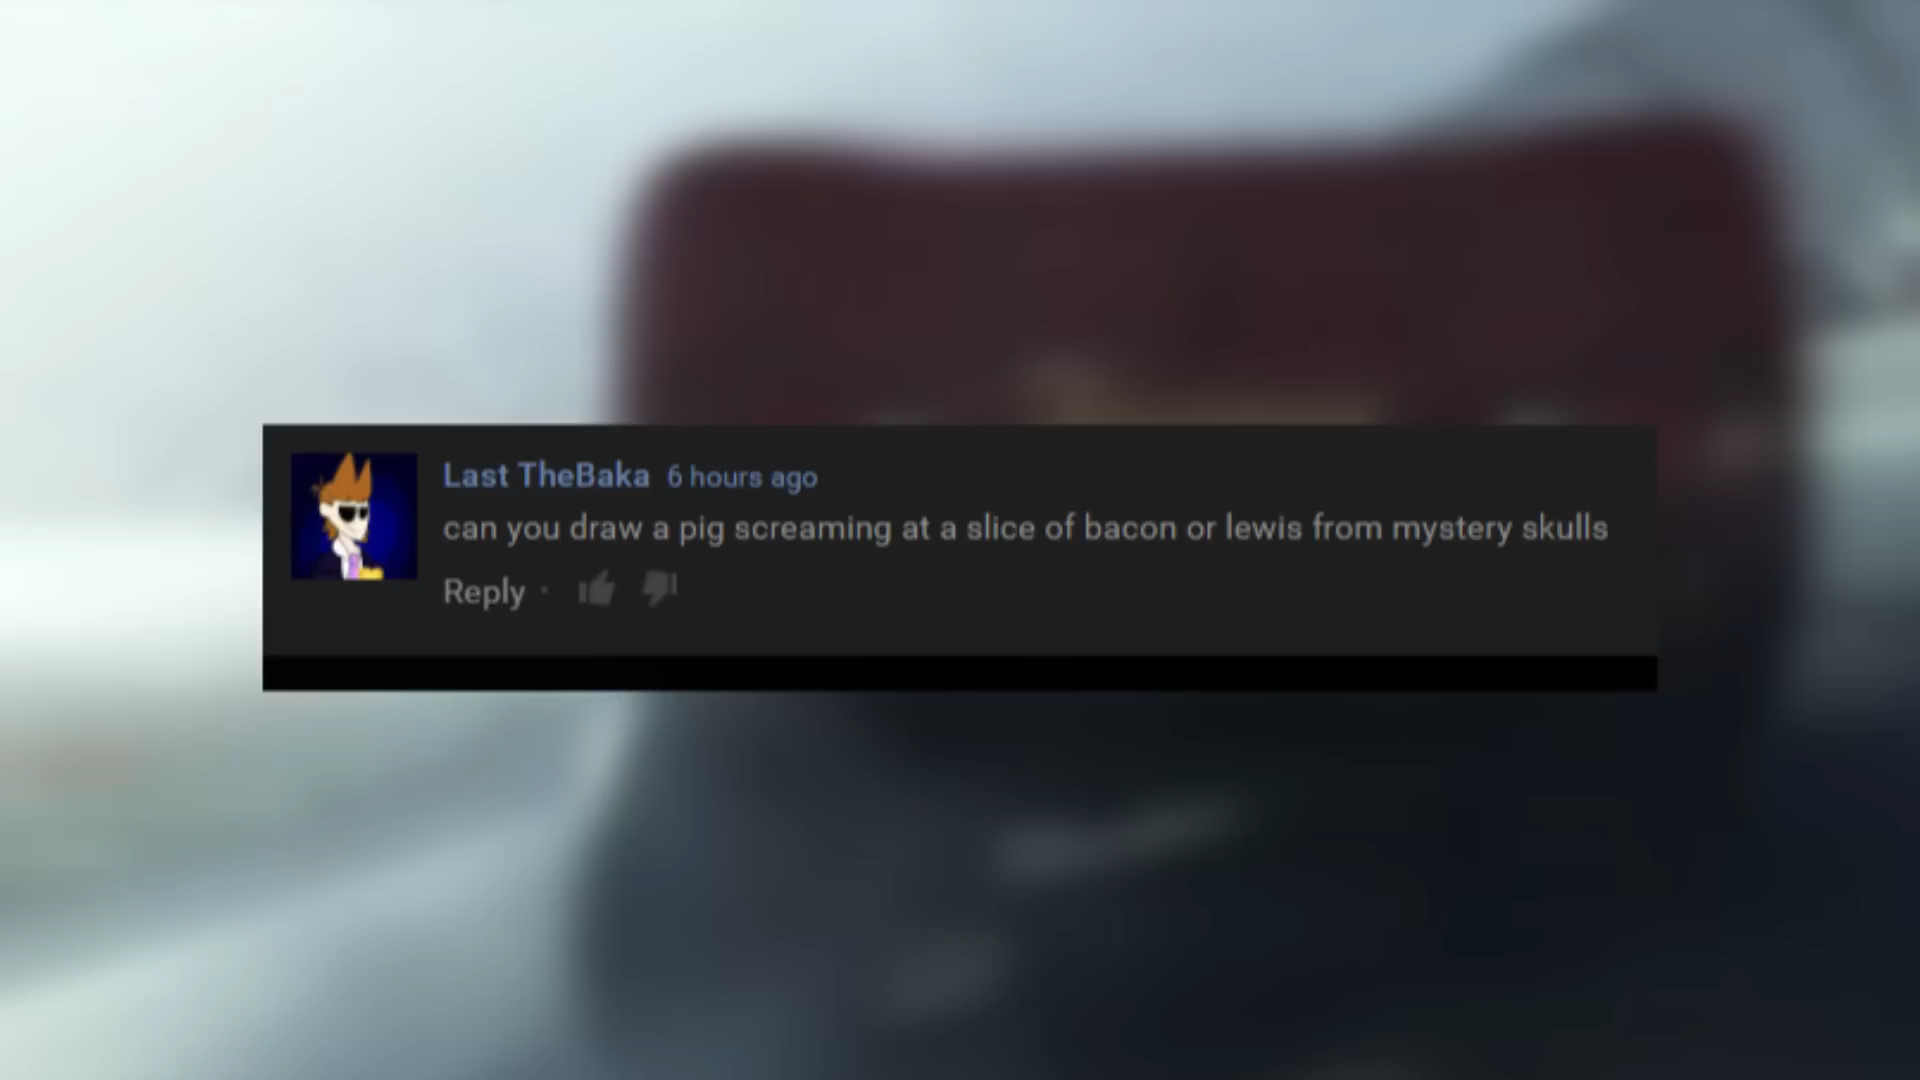 Last TheBaka 6 hours ago
can you draw a pig screaming at a slice of bacon or lewis from mystery skulls
Reply ·